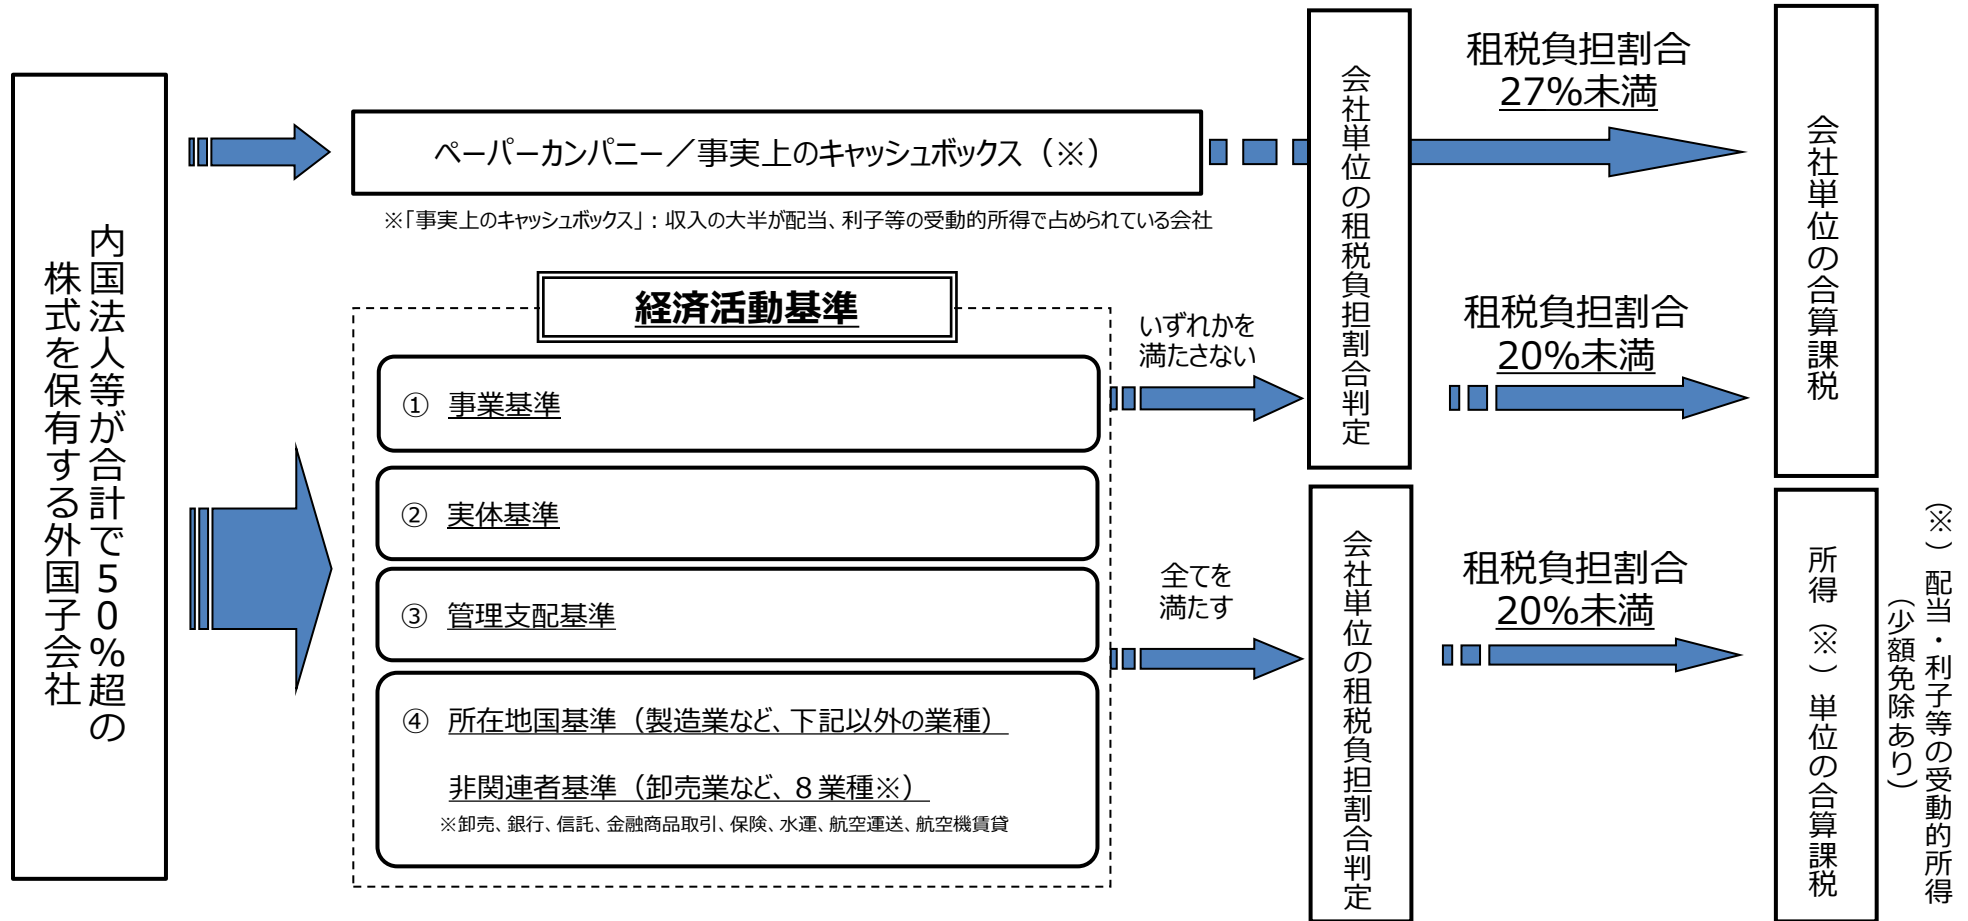 内国法人等が合計で50%超の
株式を保有する外国子会社
ペーパーカンパニー／事実上のキャッシュボックス（※）
※「事実上のキャッシュボックス」：収入の大半が配当、利子等の受動的所得で占められている会社
経済活動基準
① 事業基準
② 実体基準
③ 管理支配基準
④ 所在地国基準（製造業など、下記以外の業種）
非関連者基準（卸売業など、８業種※）
※卸売、銀行、信託、金融商品取引、保険、水運、航空運送、航空機賃貸
いずれかを
満たさない
全てを
満たす
会社単位の租税負担割合判定
会社単位の租税負担割合判定
租税負担割合
27%未満
租税負担割合
20%未満
租税負担割合
20%未満
会社単位の合算課税
所得（※）単位の合算課税
（※）配当・利子等の受動的所得
（少額免除あり）